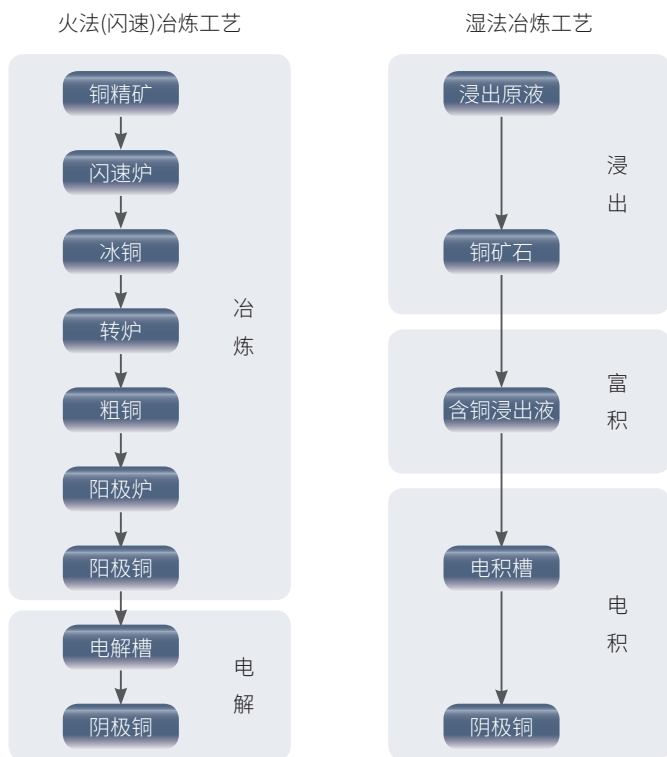 火法(闪速)冶炼工艺
铜精矿
闪速炉
冰铜
转炉
粗铜
阳极炉
阳极铜
冶
炼
电解槽
阴极铜
电
解
湿法冶炼工艺
浸出原液
铜矿石
浸
出
含铜浸出液
富
积
电积槽
阴极铜
电
积